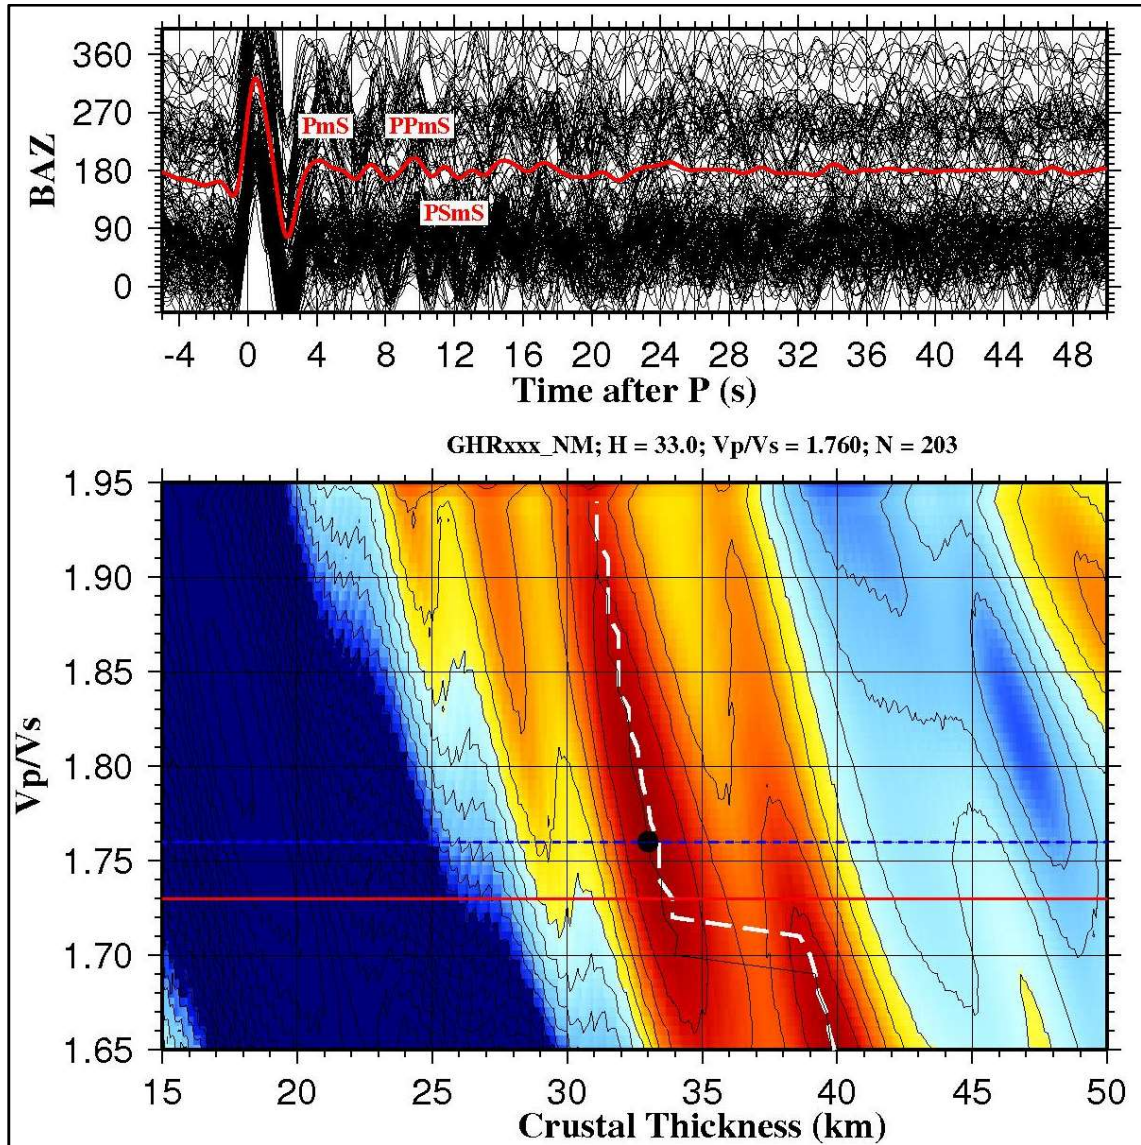 360
270
180
90
0
BAZ
PmS
PPmS
PSmS
-4 0 4 8 12 16 20 24 28 32 36 40 44 48
Time after P (s)
GHRxxx_NM; H = 33.0; Vp/Vs = 1.760; N = 203
1.95
1.90
1.85
1.80
1.75
1.70
1.65
Vp/Vs
15 20 25 30 35 40 45 50
Crustal Thickness (km)